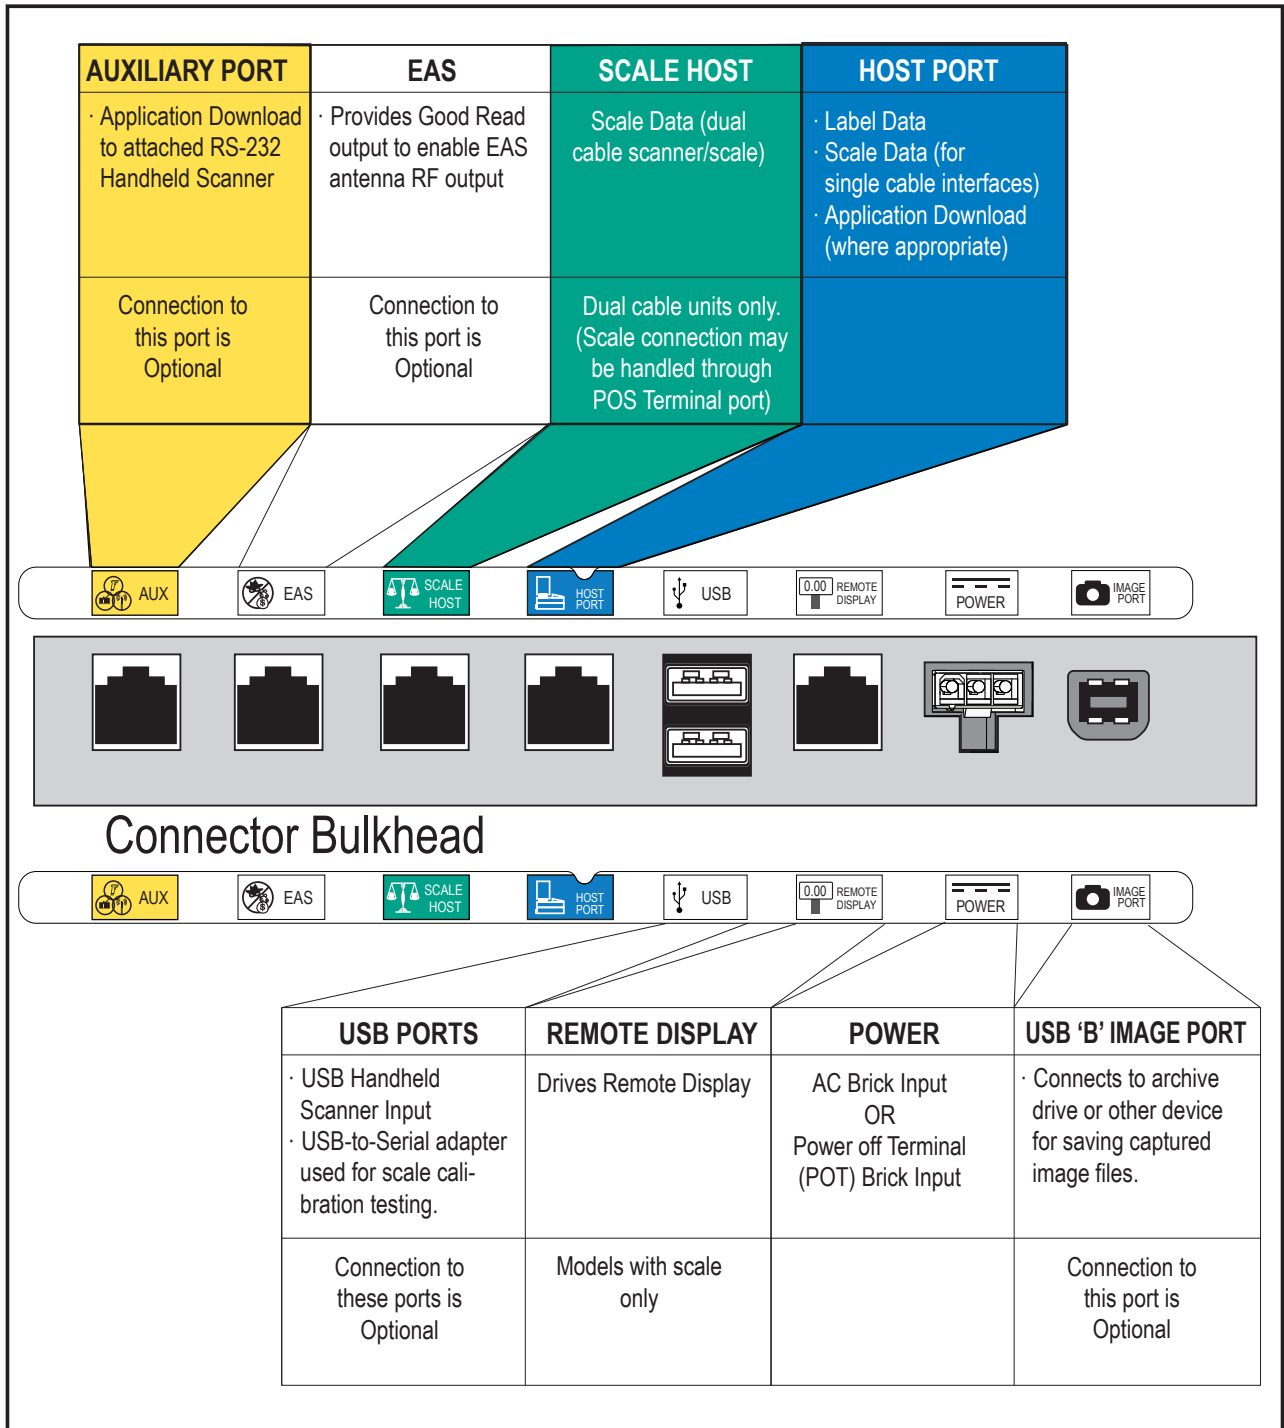 AUXILIARY PORT
· Application Download
to attached RS-232
Handheld Scanner
Connection to
this port is
Optional
EAS
· Provides Good Read
output to enable EAS
antenna RF output
Connection to
this port is
Optional
SCALE HOST
Scale Data (dual
cable scanner/scale)
Dual cable units only.
(Scale connection may
be handled through
POS Terminal port)
HOST PORT
· Label Data
· Scale Data (for
single cable interfaces)
· Application Download
(where appropriate)
AUX
EAS
SCALE
HOST
HOST
PORT
USB
0.00
REMOTE
DISPLAY
POWER
IMAGE
PORT
Connector Bulkhead
AUX
EAS
SCALE
HOST
HOST
PORT
USB
0.00
REMOTE
DISPLAY
POWER
IMAGE
PORT
USB PORTS
· USB Handheld
Scanner Input
· USB-to-Serial adapter
used for scale cali-
bration testing.
Connection to
these ports is
Optional
REMOTE DISPLAY
Drives Remote Display
Models with scale
only
POWER
AC Brick Input
OR
Power off Terminal
(POT) Brick Input
USB ‘B’ IMAGE PORT
· Connects to archive
drive or other device
for saving captured
image files.
Connection to
this port is
Optional